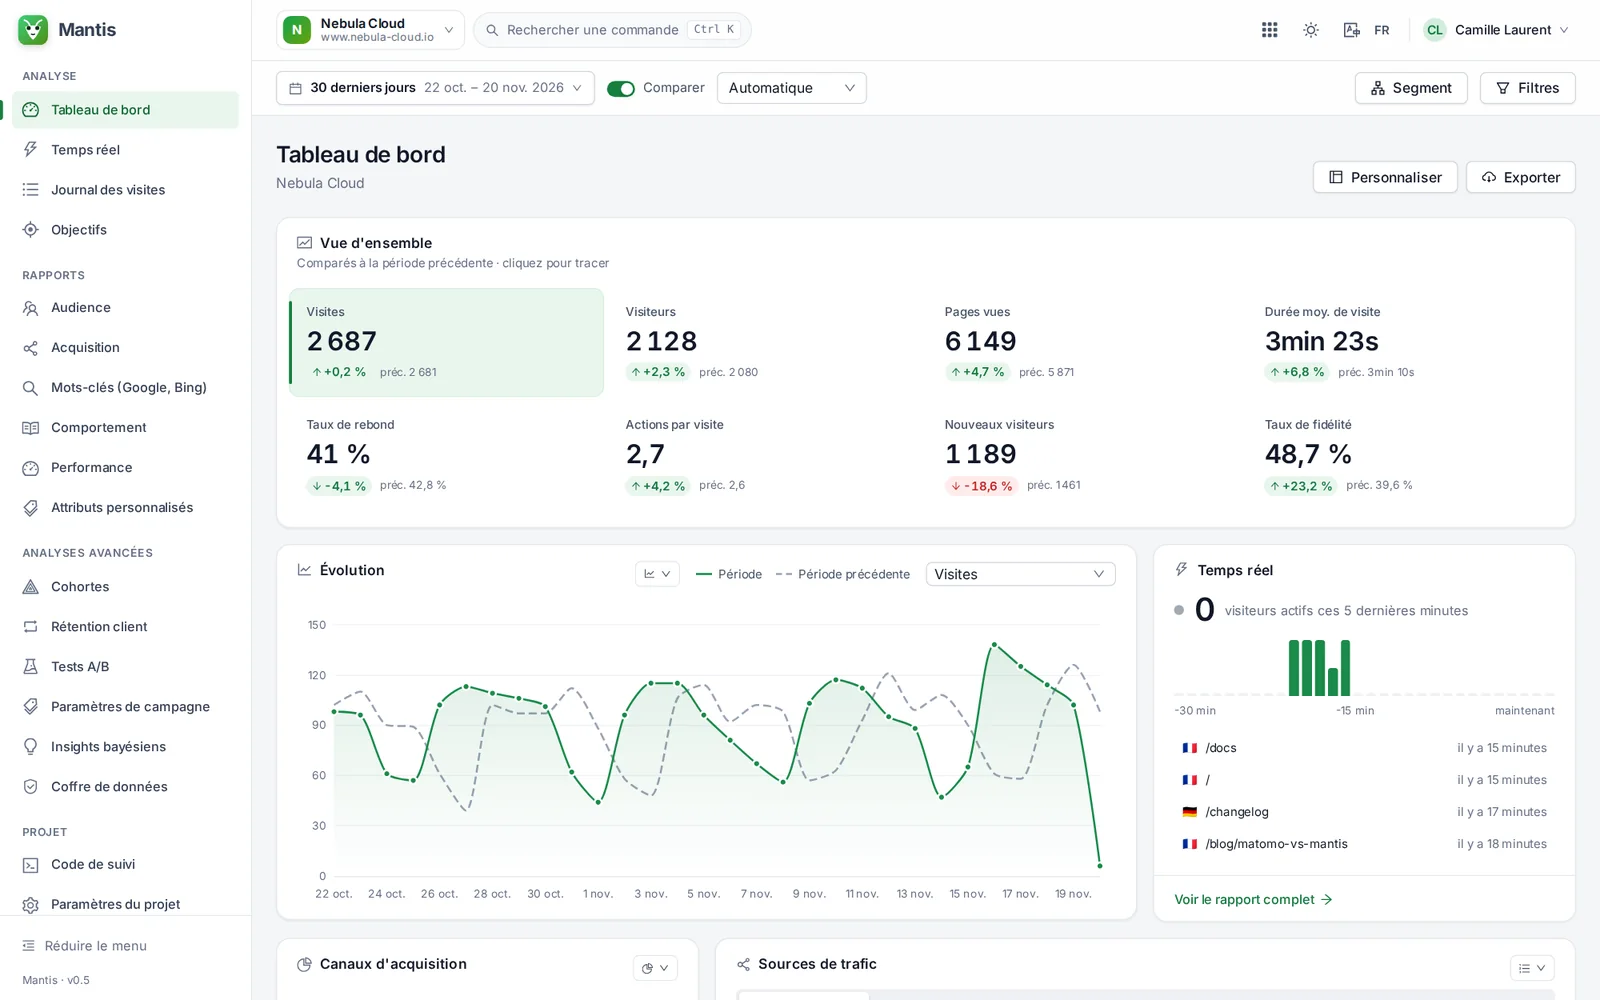 Mantis
ANALYSE
Tableau de bord
Temps réel
Journal des visites
Objectifs
RAPPORTS
Audience
Acquisition
Mots-clés (Google, Bing)
Comportement
Performance
Attributs personnalisés
ANALYSES AVANCÉES
Cohortes
Rétention client
Tests A/B
Paramètres de campagne
Insights bayésiens
Coffre de données
PROJET
Code de suivi
Paramètres du projet
Réduire le menu
Mantis · v0.5
N
Nebula Cloud
www.nebula-cloud.io
Rechercher une commande Ctrl K
FR
CL Camille Laurent
30 derniers jours 22 oct. – 20 nov. 2026
Comparer
Automatique
Segment
Filtres
Tableau de bord
Nebula Cloud
Personnaliser
Exporter
Vue d'ensemble
Comparés à la période précédente · cliquez pour tracer
Visites
2 687
+0,2 % préc. 2 681
Visiteurs
2 128
+2,3 % préc. 2 080
Pages vues
6 149
+4,7 % préc. 5 871
Durée moy. de visite
3min 23s
+6,8 % préc. 3min 10s
Taux de rebond
41 %
-4,1 % préc. 42,8 %
Actions par visite
2,7
+4,2 % préc. 2,6
Nouveaux visiteurs
1 189
-18,6 % préc. 1 461
Taux de fidélité
48,7 %
+23,2 % préc. 39,6 %
Évolution
Période
Période précédente
Visites
150
120
90
60
30
0
22 oct. 24 oct. 26 oct. 28 oct. 30 oct. 1 nov. 3 nov. 5 nov. 7 nov. 9 nov. 11 nov. 13 nov. 15 nov. 17 nov. 19 nov.
Temps réel
0 visiteurs actifs ces 5 dernières minutes
-30 min -15 min maintenant
/docs il y a 15 minutes
/ il y a 15 minutes
/changelog il y a 17 minutes
/blog/matomo-vs-mantis il y a 18 minutes
Voir le rapport complet →
Canaux d'acquisition
Sources de trafic